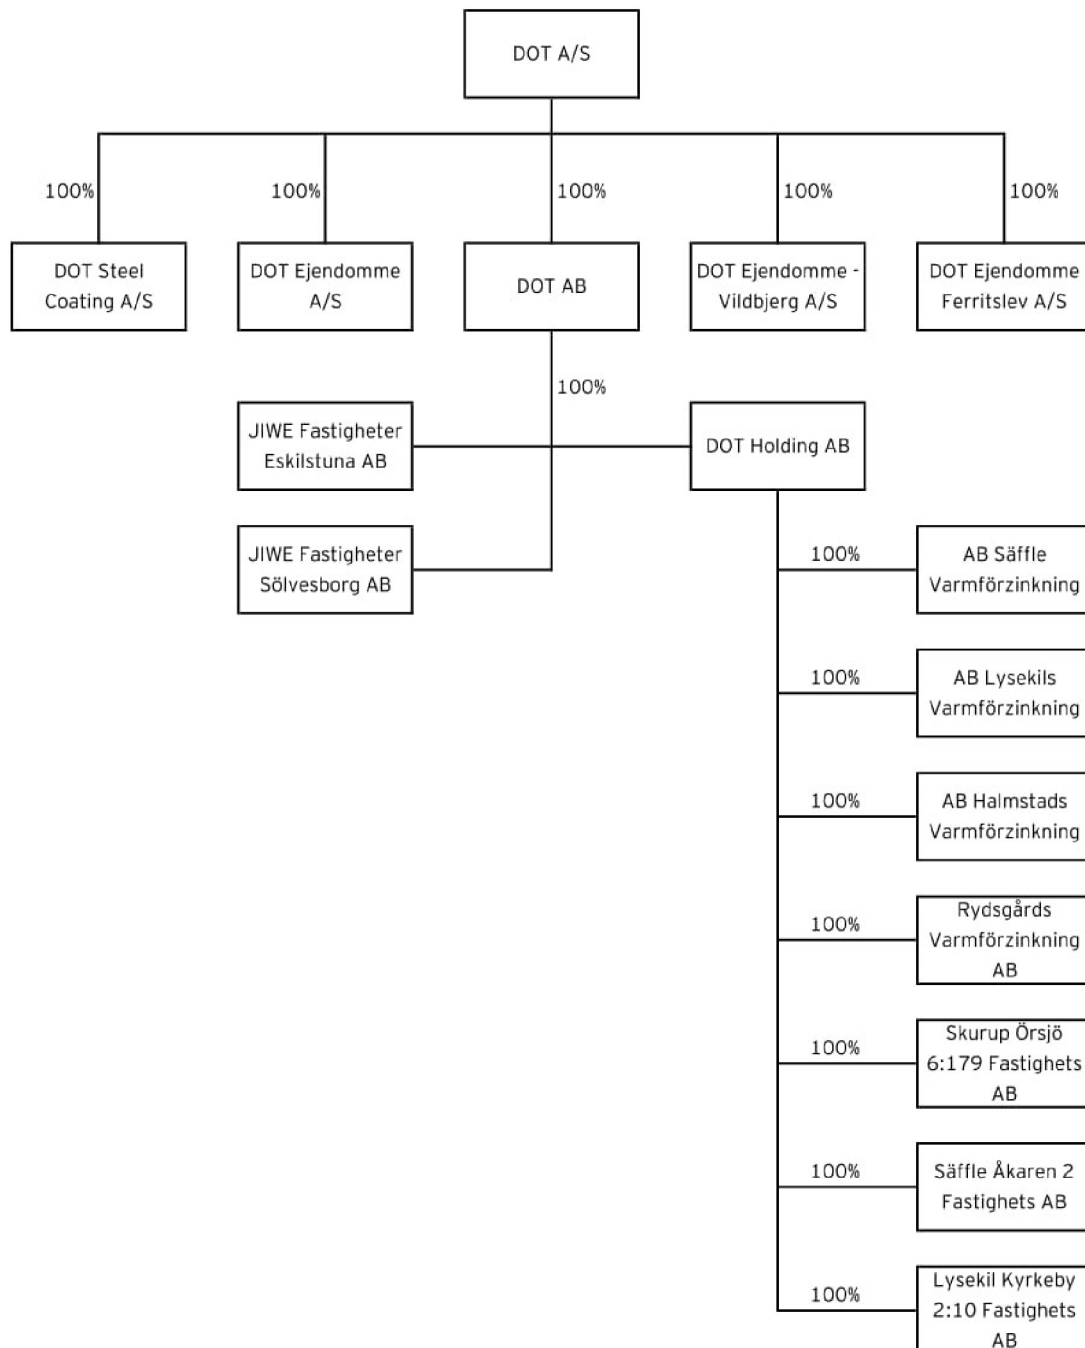 DOT A/S
100%
100%
100%
100%
100%
DOT Steel
Coating A/S
DOT Ejendomme
A/S
DOT AB
DOT Ejendomme -
Vildbjerg A/S
DOT Ejendomme
Ferritslev A/S
100%
JIWE Fastigheter
Eskilstuna AB
DOT Holding AB
JIWE Fastigheter
Sölvesborg AB
100%
AB Säffle
Varmförzinkning
100%
AB Lysekils
Varmförzinkning
100%
AB Halmstads
Varmförzinkning
100%
Rydsgårds
Varmförzinkning
AB
100%
Skurup Örsjö
6:179 Fastighets
AB
100%
Säffle Åkaren 2
Fastighets AB
100%
Lysekil Kyrkeby
2:10 Fastighets
AB